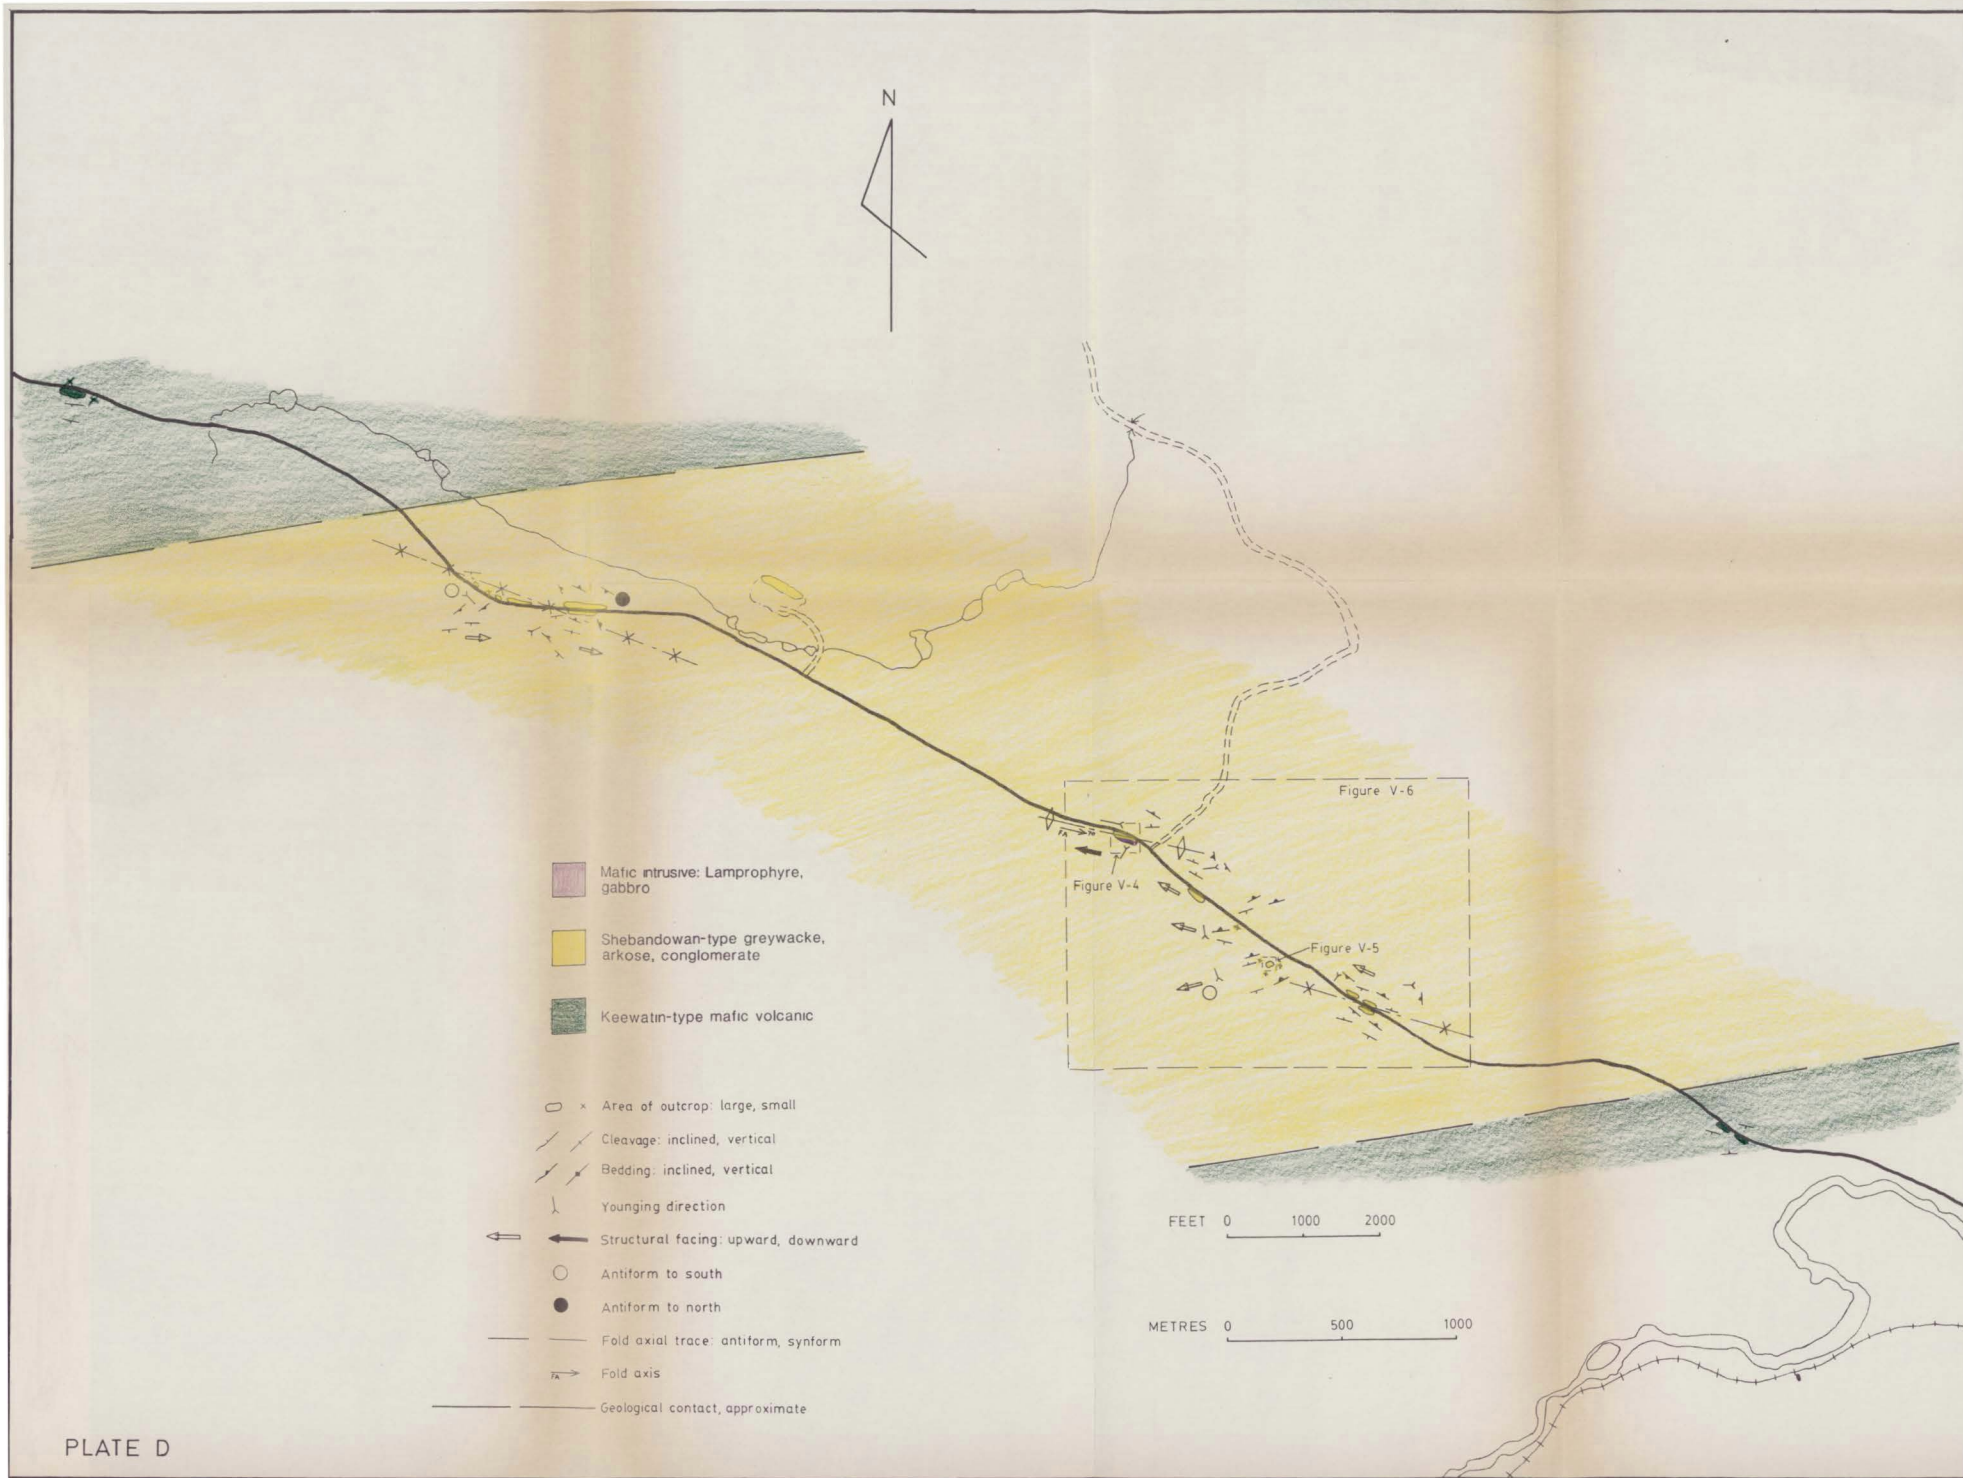 N
Figure V-6
Figure V-4
Figure V-5
Mafic intrusive: Lamprophyre,
gabbro
Shebandowan-type greywacke,
arkose, conglomerate
Keewatin-type mafic volcanic
Area of outcrop: large, small
Cleavage: inclined, vertical
Bedding: inclined, vertical
Younging direction
Structural facing: upward, downward
Antiform to south
Antiform to north
Fold axial trace: antiform, synform
FA Fold axis
Geological contact, approximate
FEET 0 1000 2000
METRES 0 500 1000
PLATE D